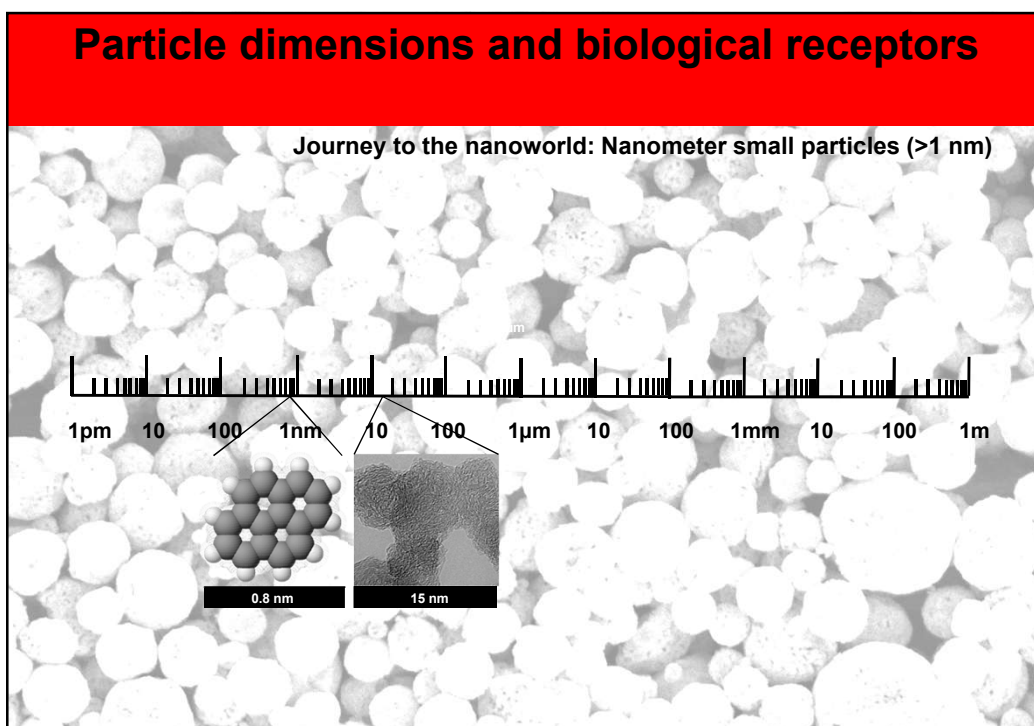 Particle dimensions and biological receptors
Journey to the nanoworld: Nanometer small particles (>1 nm)
1pm 10 100 1nm 10 100 1µm 10 100 1mm 10 100 1m
0.8 nm 15 nm